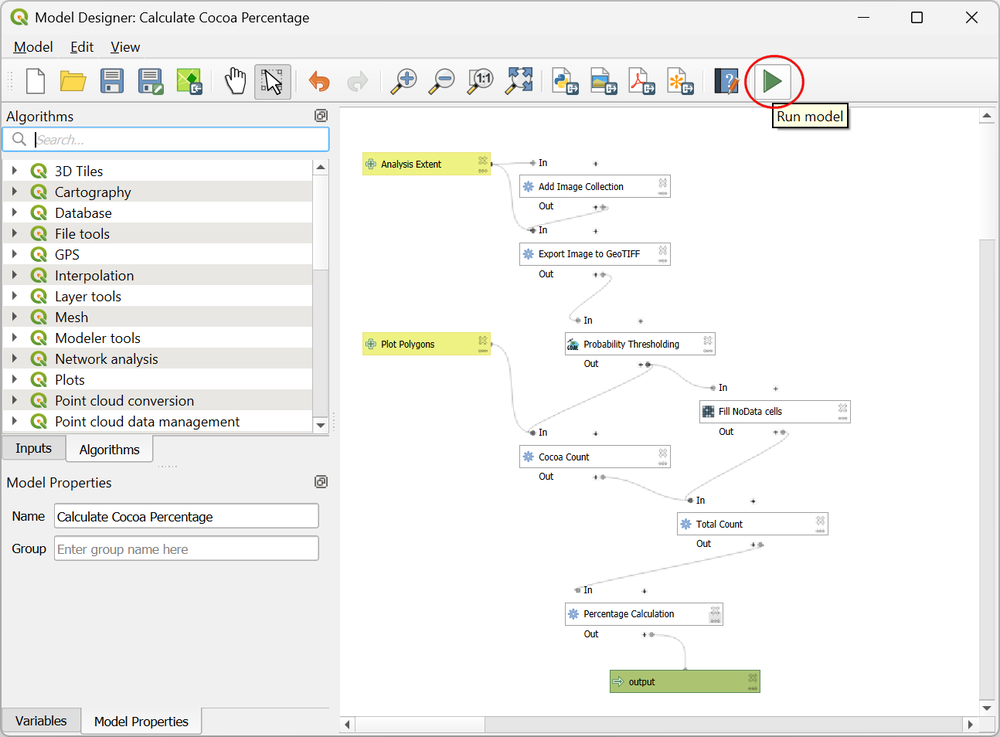 Model Designer: Calculate Cocoa Percentage
Model Edit View
1:1
Run model
Algorithms
Search...
3D Tiles
Cartography
Database
File tools
GPS
Interpolation
Layer tools
Mesh
Modeler tools
Network analysis
Plots
Point cloud conversion
Point cloud data management
Inputs Algorithms
Model Properties
Name Calculate Cocoa Percentage
Group Enter group name here
Variables Model Properties
Analysis Extent
In +
Add Image Collection
Out +
In +
Export Image to GeoTIFF
Out +
In +
Plot Polygons
Probability Thresholding
Out +
In +
Fill NoData cells
Out +
In +
Cocoa Count
Out +
In +
Total Count
Out +
In +
Percentage Calculation
Out +
output